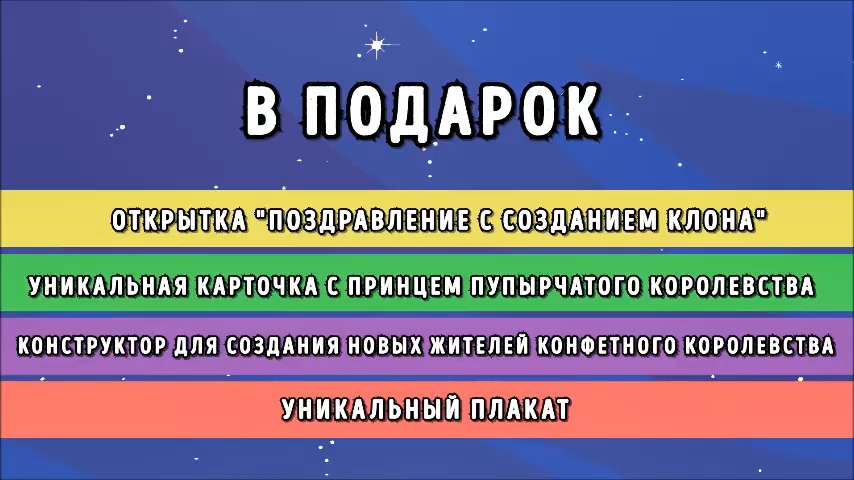 В ПОДАРОК
ОТКРЫТКА "ПОЗДРАВЛЕНИЕ С СОЗДАНИЕМ КЛОНА"
УНИКАЛЬНАЯ КАРТОЧКА С ПРИНЦЕМ ПУПЫРЧАТОГО КОРОЛЕВСТВА
КОНСТРУКТОР ДЛЯ СОЗДАНИЯ НОВЫХ ЖИТЕЛЕЙ КОНФЕТНОГО КОРОЛЕВСТВА
УНИКАЛЬНЫЙ ПЛАКАТ